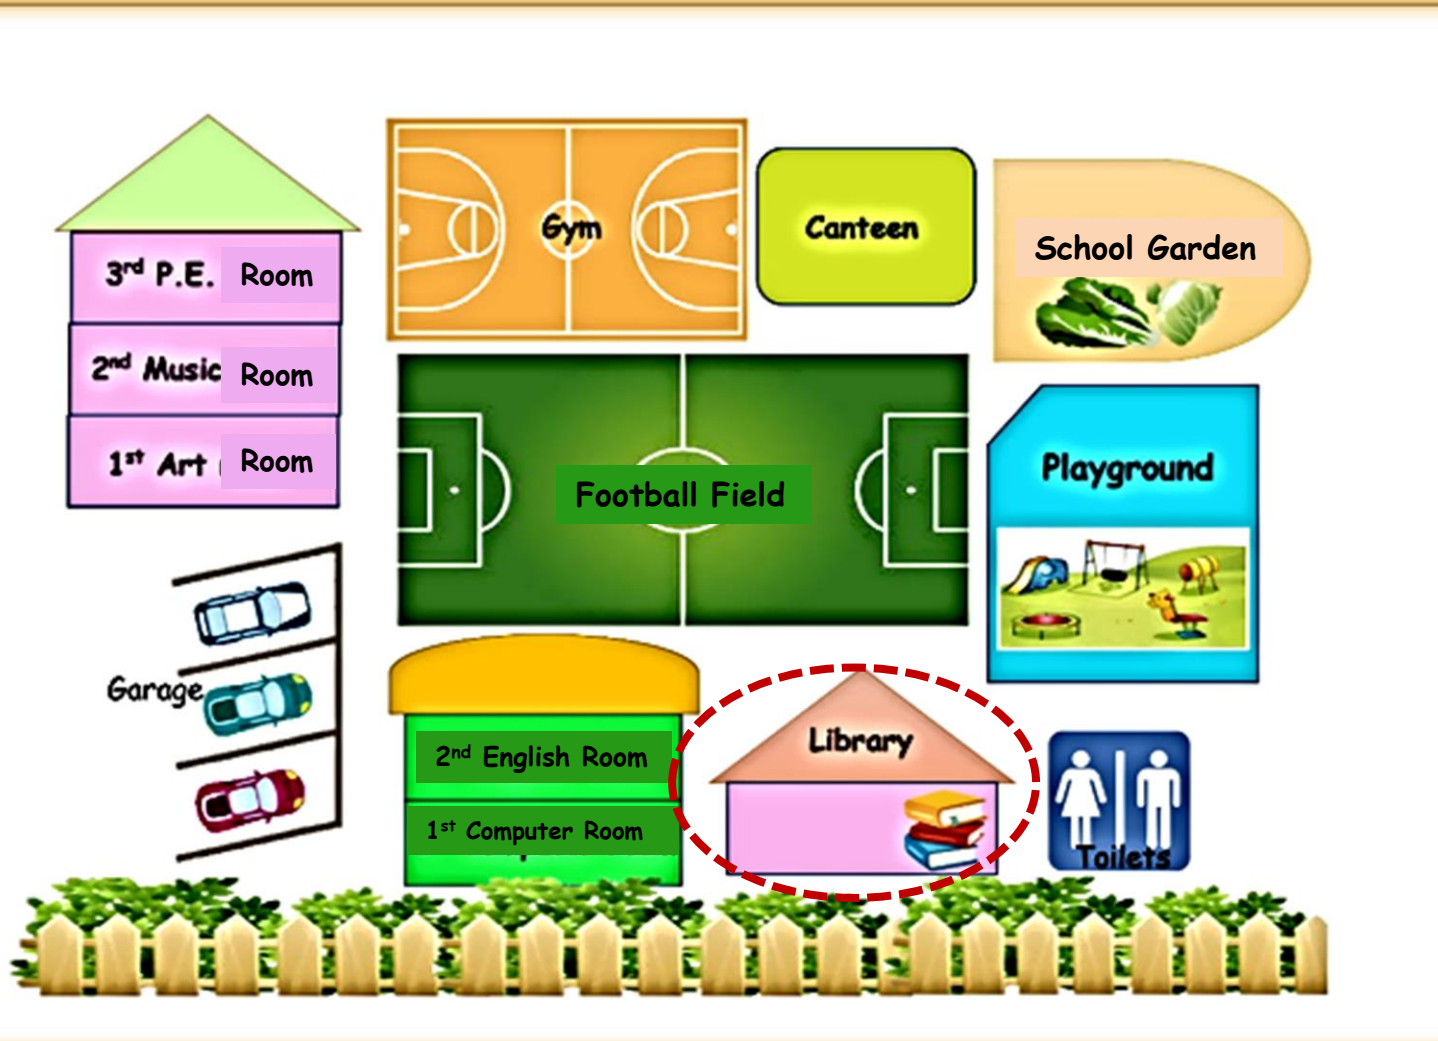 Gym
Canteen
School Garden
3rd P.E. Room
2nd Music Room
1st Art Room
Football Field
Playground
Garage
2nd English Room
1st Computer Room
Library
Toilets